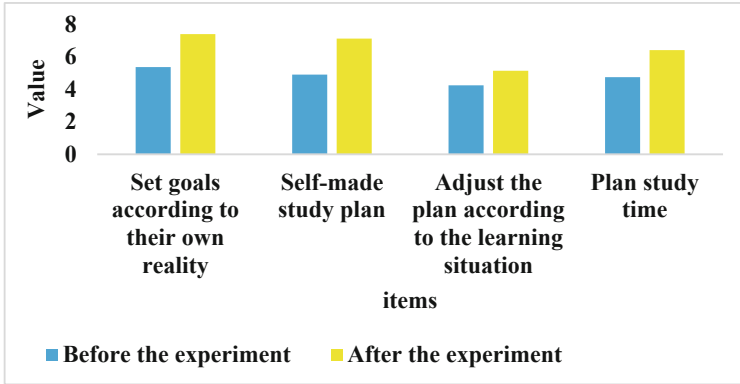 8
6
4
2
0
Value
Set goals
according to
their own
reality
Self-made
study plan
Adjust the
plan according
to the learning
situation
Plan study
time
items
Before the experiment
After the experiment